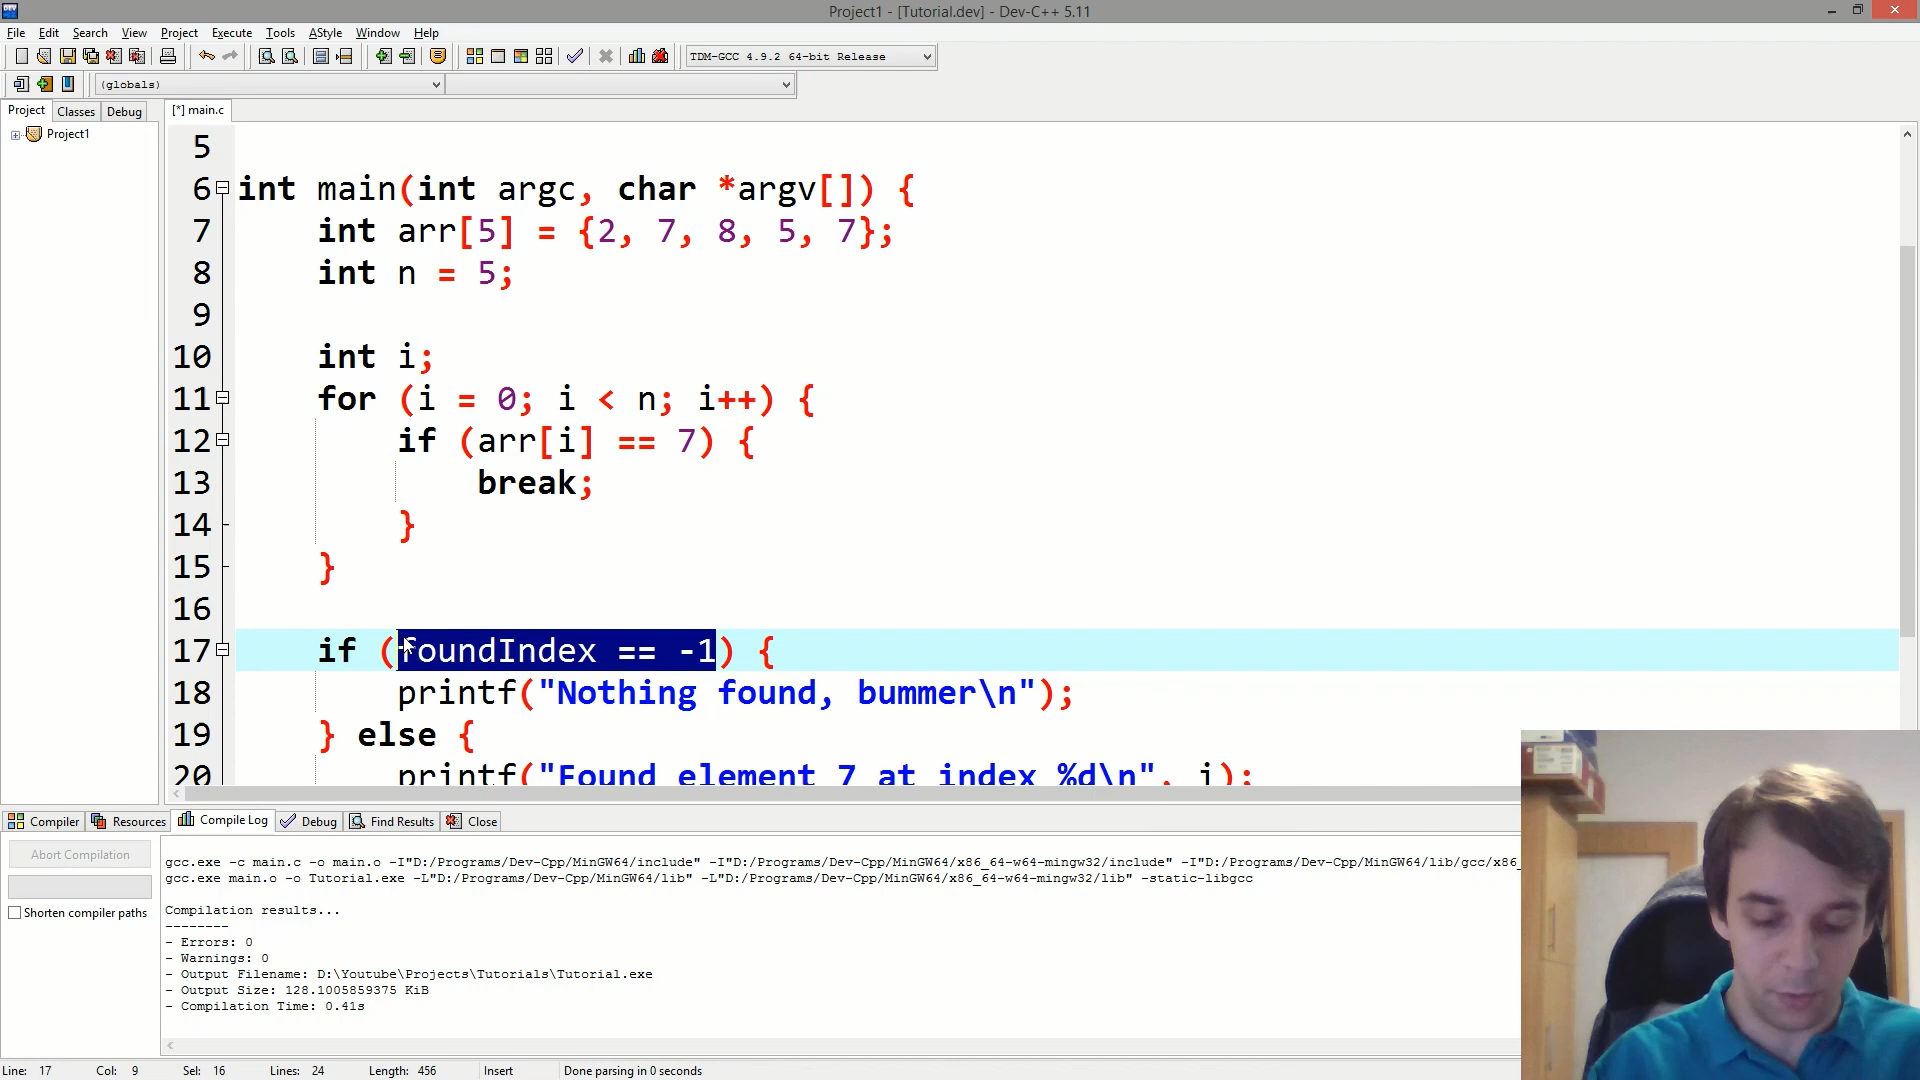 Project1 - [Tutorial.dev] - Dev-C++ 5.11
File Edit Search View Project Execute Tools AStyle Window Help
TDM-GCC 4.9.2 64-bit Release
(globals)
Project Classes Debug
[*] main.c
Project1
5
6 int main(int argc, char *argv[]) {
7 int arr[5] = {2, 7, 8, 5, 7};
8 int n = 5;
9
10 int i;
11 for (i = 0; i < n; i++) {
12 if (arr[i] == 7) {
13 break;
14 }
15 }
16
17 if (foundIndex == -1) {
18 printf("Nothing found, bummer\n");
19 } else {
20 printf("Found element 7 at index %d\n", i);
Compiler Resources Compile Log Debug Find Results Close
Abort Compilation
Shorten compiler paths
gcc.exe -c main.c -o main.o -I"D:/Programs/Dev-Cpp/MinGW64/include" -I"D:/Programs/Dev-Cpp/MinGW64/x86_64-w64-mingw32/include" -I"D:/Programs/Dev-Cpp/MinGW64/lib/gcc/x86_
gcc.exe main.o -o Tutorial.exe -L"D:/Programs/Dev-Cpp/MinGW64/lib" -L"D:/Programs/Dev-Cpp/MinGW64/x86_64-w64-mingw32/lib" -static-libgcc
Compilation results...
--------
- Errors: 0
- Warnings: 0
- Output Filename: D:\Youtube\Projects\Tutorials\Tutorial.exe
- Output Size: 128.1005859375 KiB
- Compilation Time: 0.41s
Line: 17 Col: 9 Sel: 16 Lines: 24 Length: 456 Insert Done parsing in 0 seconds